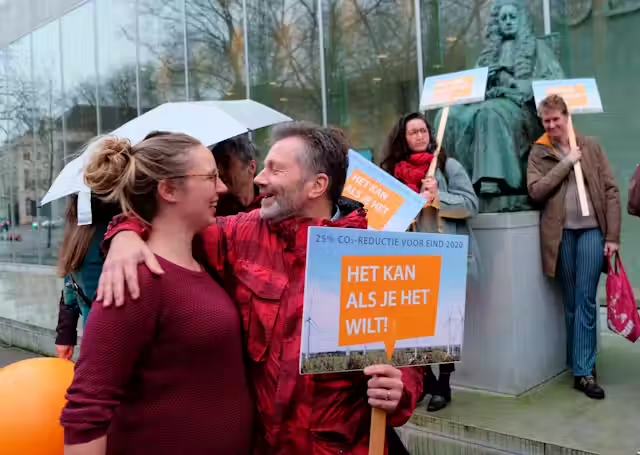 25% CO₂-REDUCTIE VOOR EIND 2020
HET KAN
ALS JE HET
WILT!
HET KAN
ALS JE HET